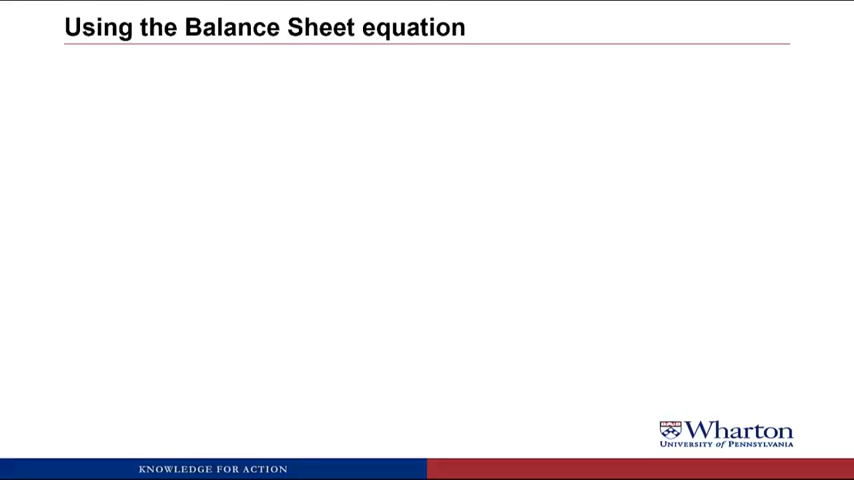 Using the Balance Sheet equation
Wharton
UNIVERSITY of PENNSYLVANIA
KNOWLEDGE FOR ACTION